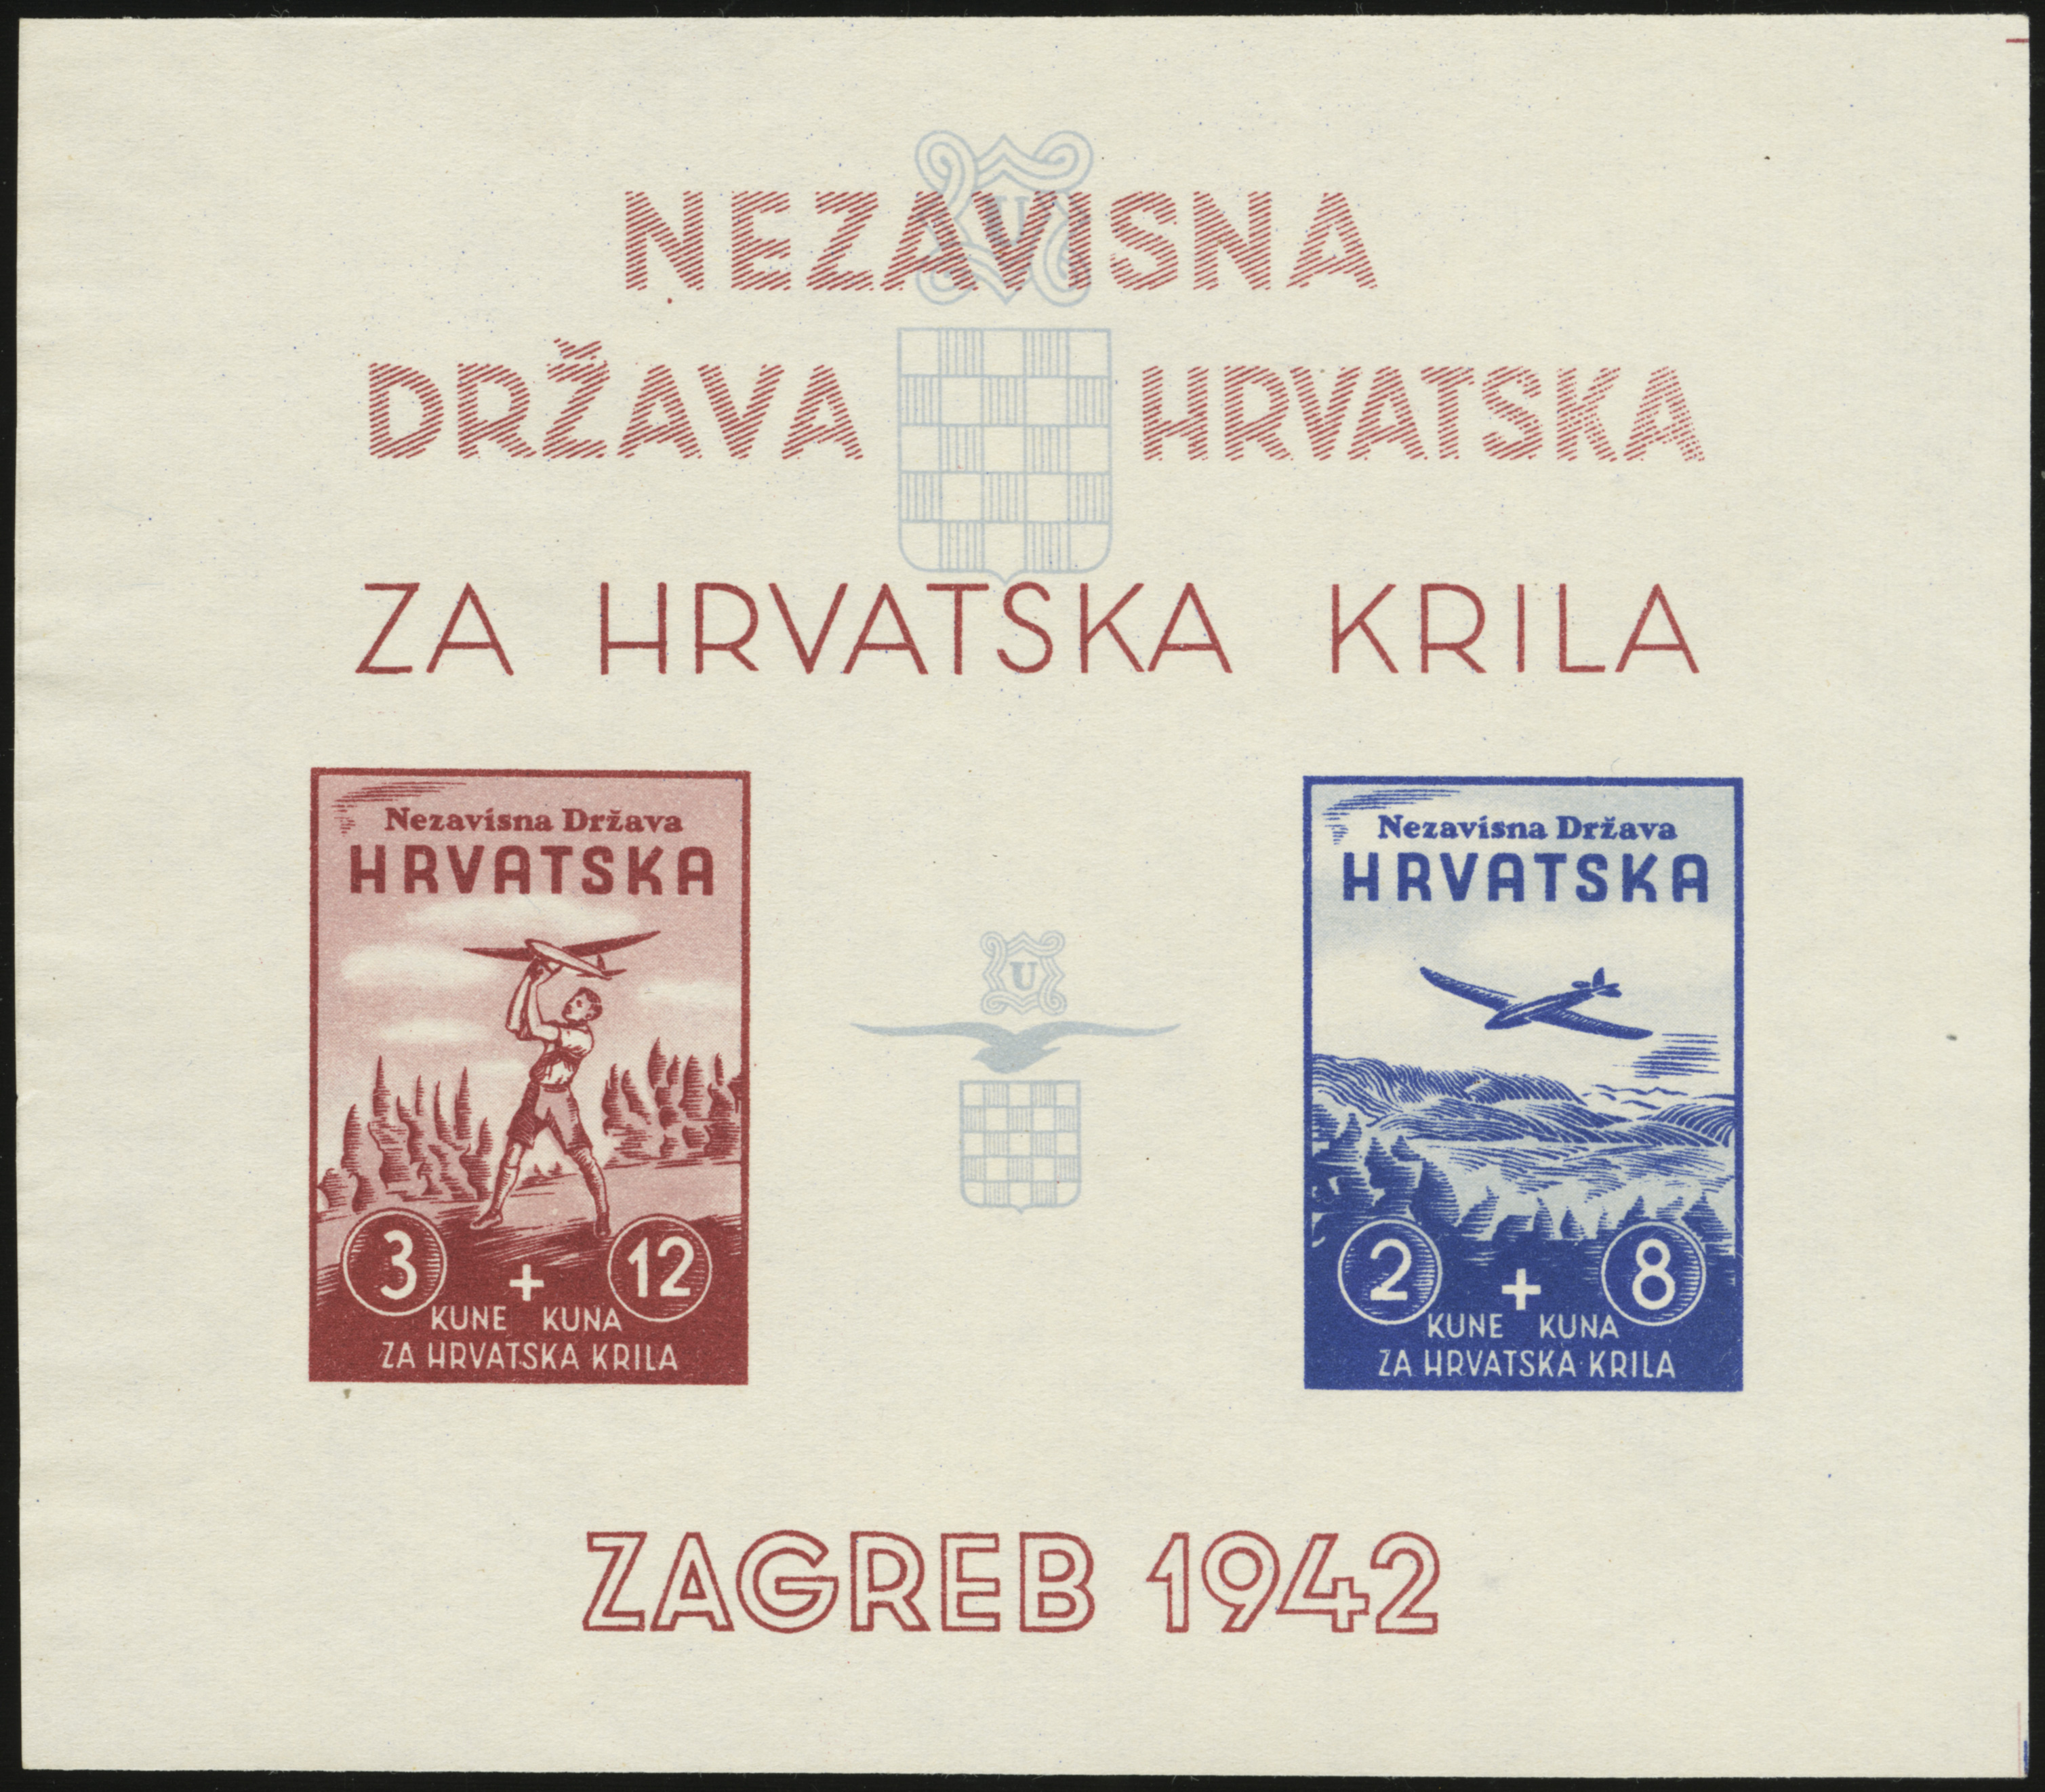 U
NEZAVISNA
DRŽAVA HRVATSKA
ZA HRVATSKA KRILA
Nezavisna Država
HRVATSKA
3 + 12
KUNE KUNA
ZA HRVATSKA KRILA
U
Nezavisna Država
HRVATSKA
2 + 8
KUNE KUNA
ZA HRVATSKA KRILA
ZAGREB 1942